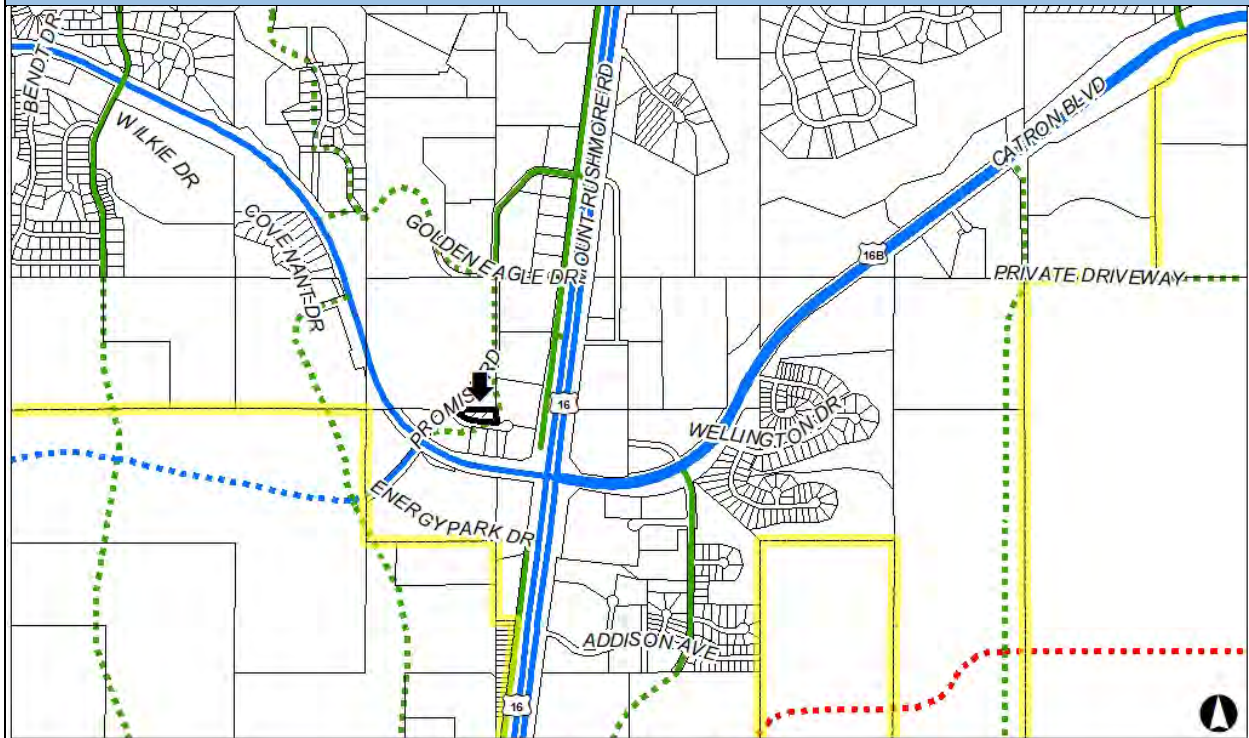 BENDT DR
WILKIE DR
MOUNT RUSHMORE RD
CATRON BLVD
COVENANT DR
GOLDEN EAGLE DR
16B
PRIVATE DRIVEWAY
PROMISE RD
16
WELLINGTON DR
ENERGY PARK DR
ADDISON AVE
16